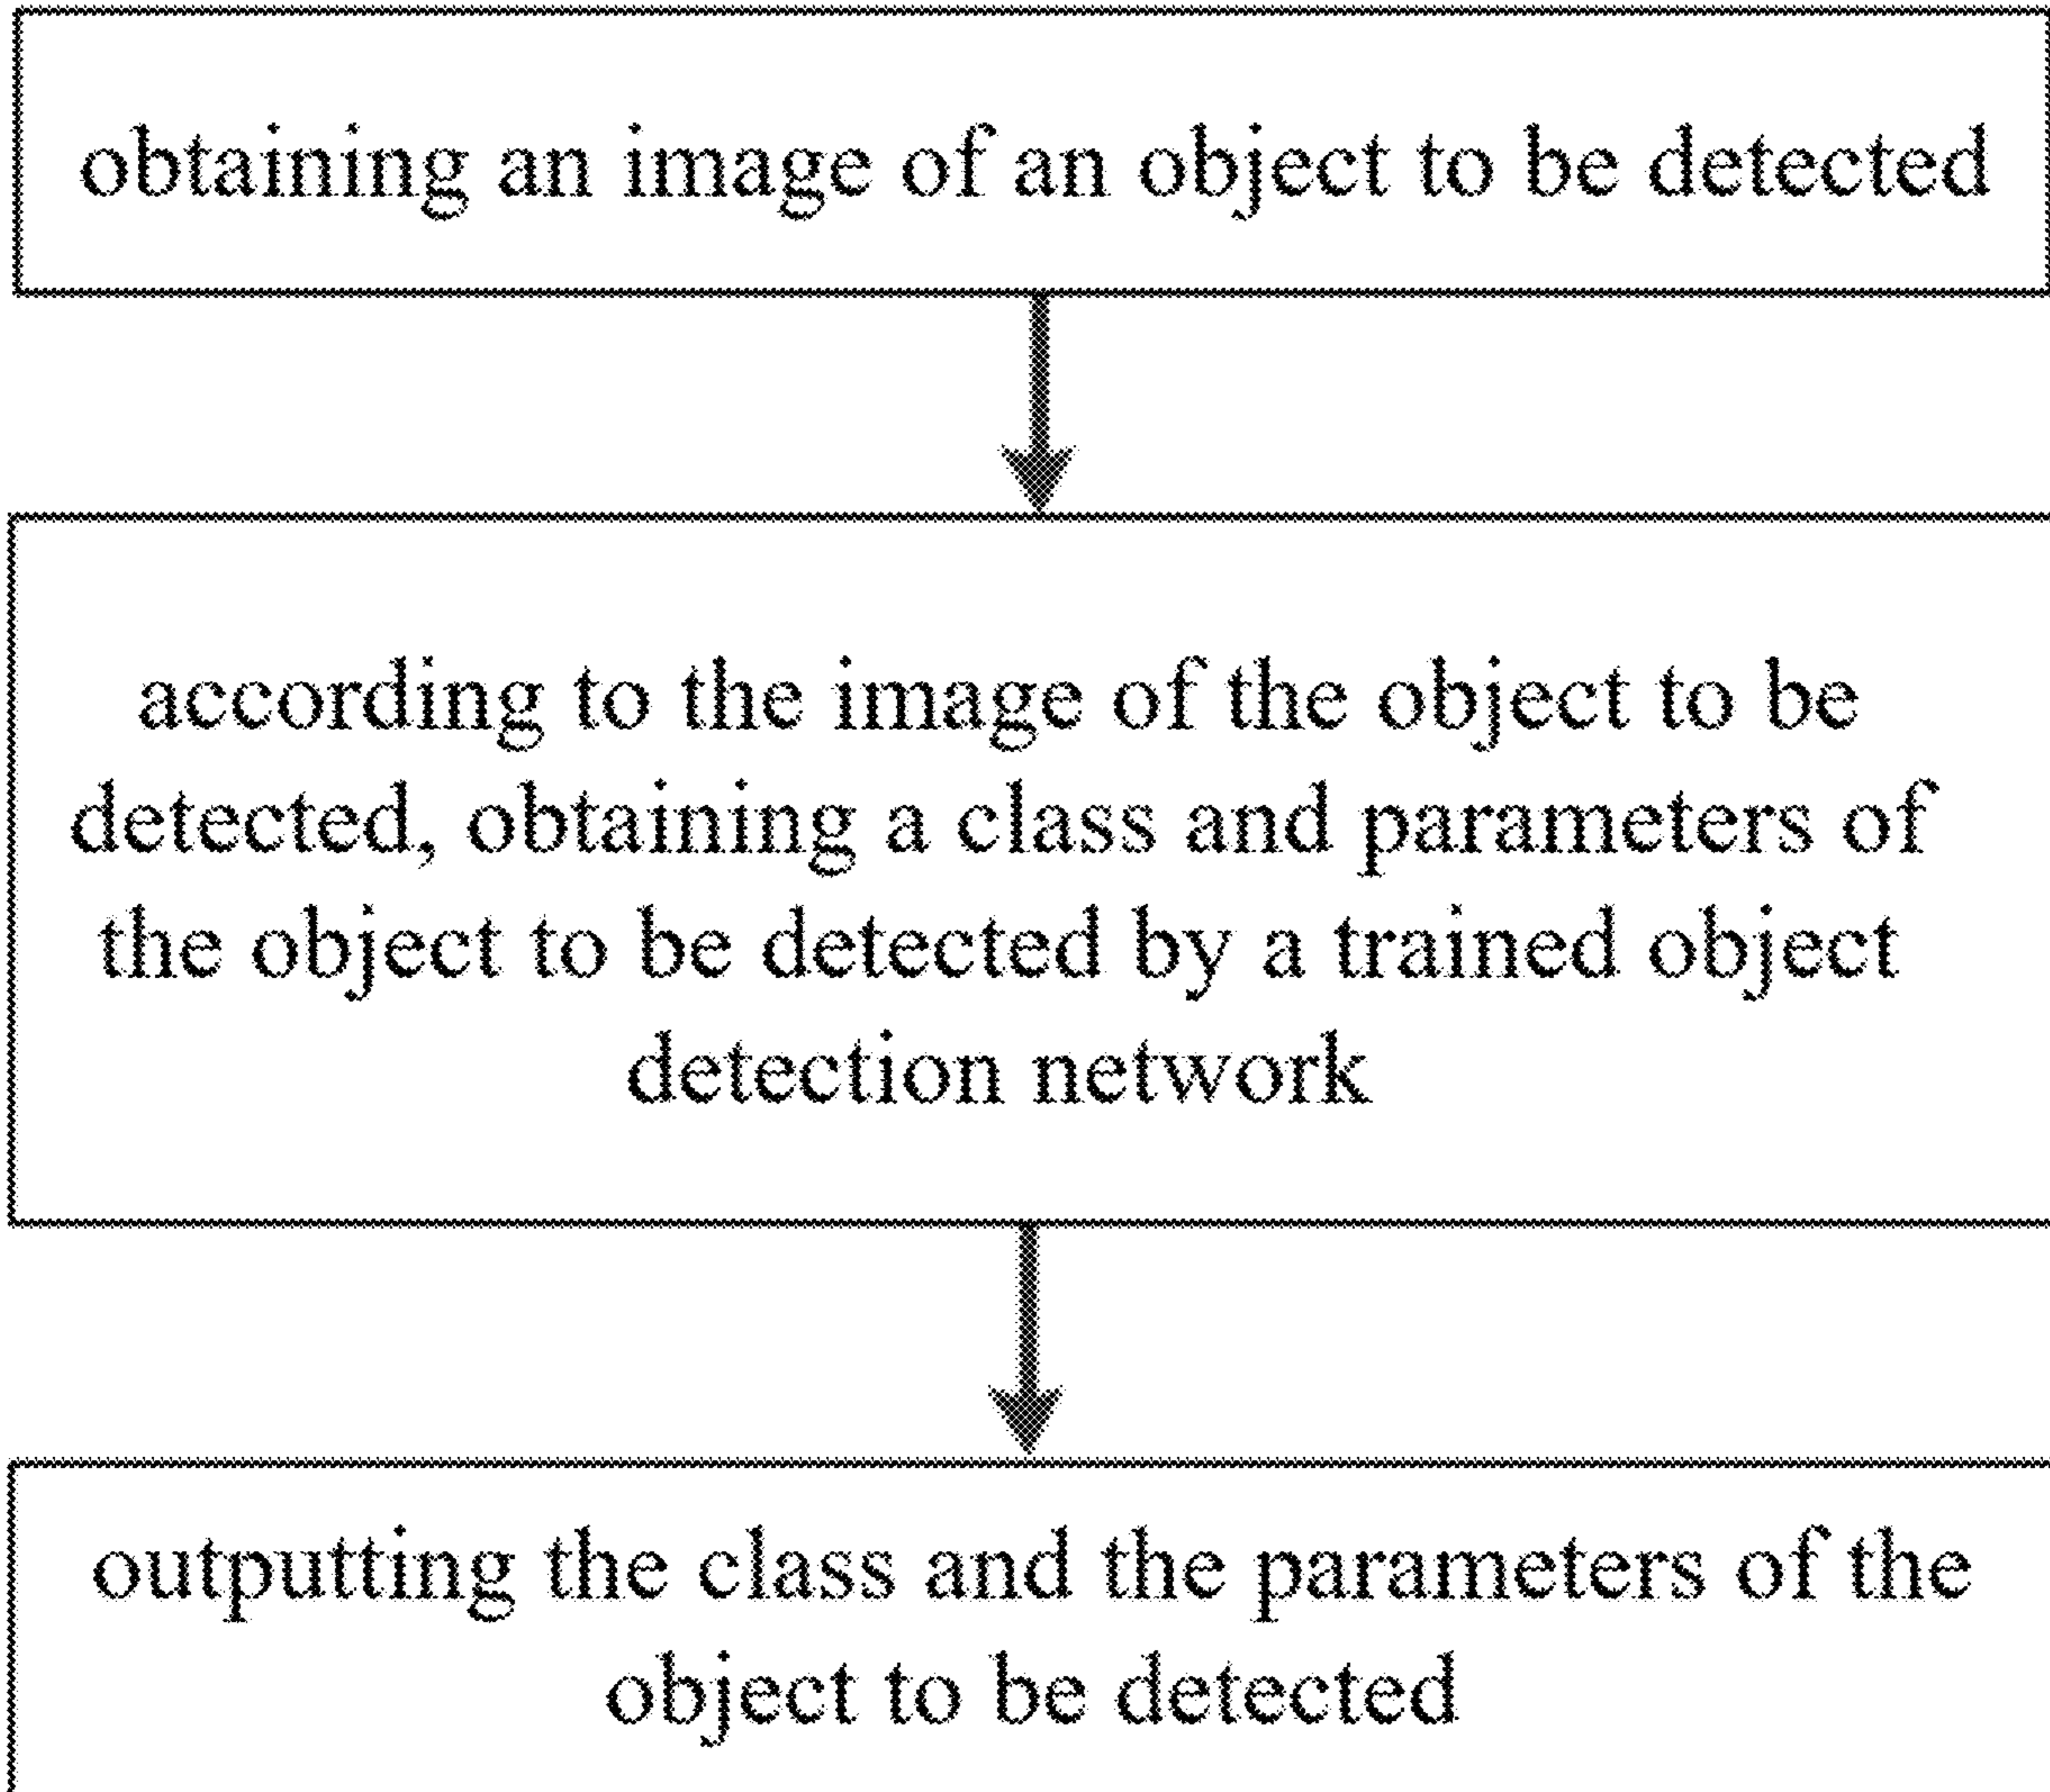 obtaining an image of an object to be detected
according to the image of the object to be
detected, obtaining a class and parameters of
the object to be detected by a trained object
detection network
outputting the class and the parameters of the
object to be detected